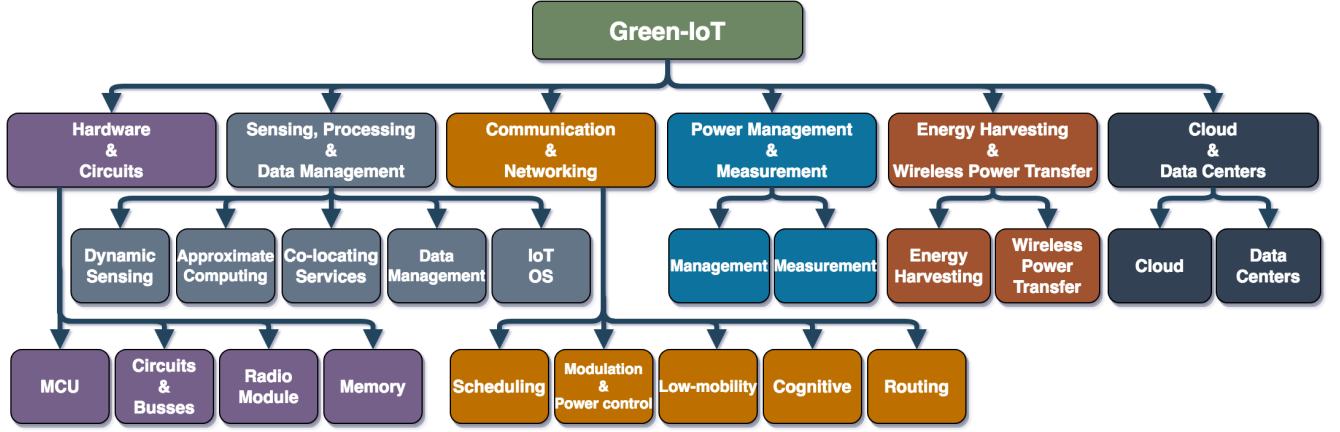 Green-IoT
Hardware
&
Circuits
Sensing, Processing
&
Data Management
Communication
&
Networking
Power Management
&
Measurement
Energy Harvesting
&
Wireless Power Transfer
Cloud
&
Data Centers
Dynamic
Sensing
Approximate
Computing
Co-locating
Services
Data
Management
IoT
OS
Management
Measurement
Energy
Harvesting
Wireless
Power
Transfer
Cloud
Data
Centers
MCU
Circuits
&
Busses
Radio
Module
Memory
Scheduling
Modulation
&
Power control
Low-mobility
Cognitive
Routing